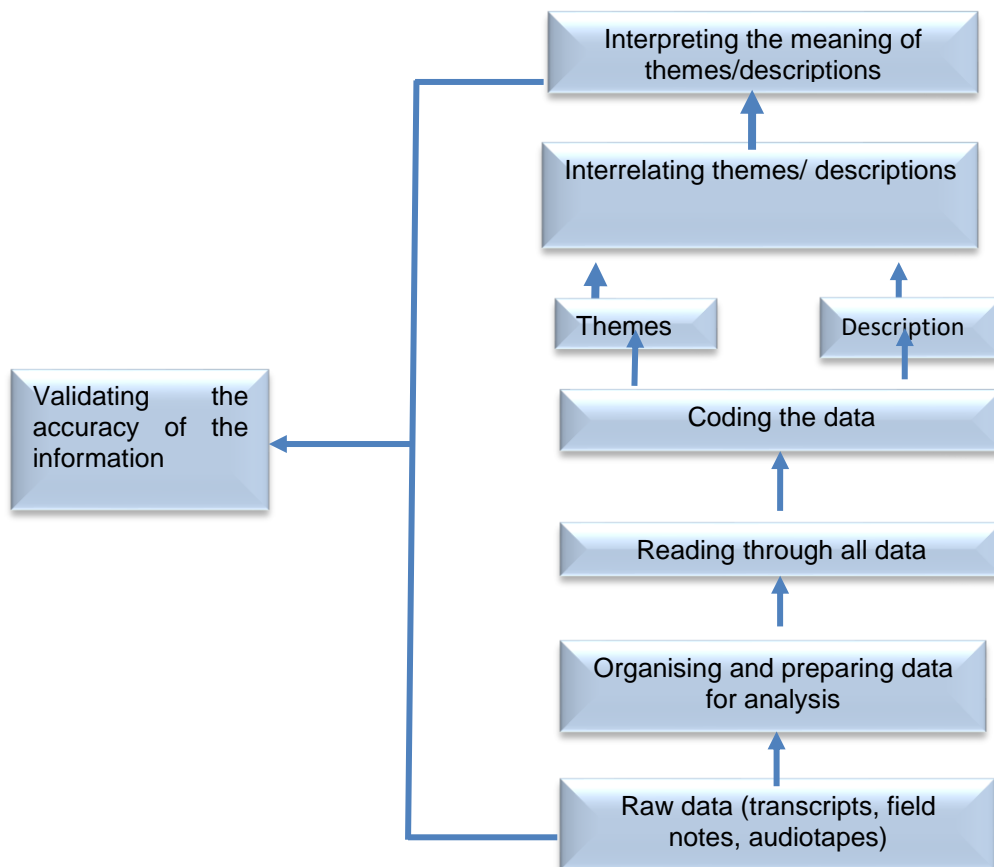 Interpreting the meaning of
themes/descriptions
Interrelating themes/ descriptions
Themes
Description
Validating the
accuracy of the
information
Coding the data
Reading through all data
Organising and preparing data
for analysis
Raw data (transcripts, field
notes, audiotapes)